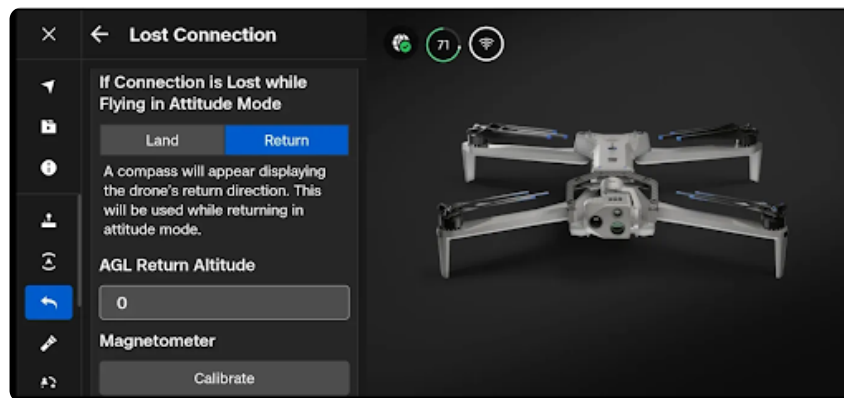 Lost Connection
71
If Connection is Lost while
Flying in Attitude Mode
Land
Return
A compass will appear displaying
the drone's return direction. This
will be used while returning in
attitude mode.
AGL Return Altitude
0
Magnetometer
Calibrate